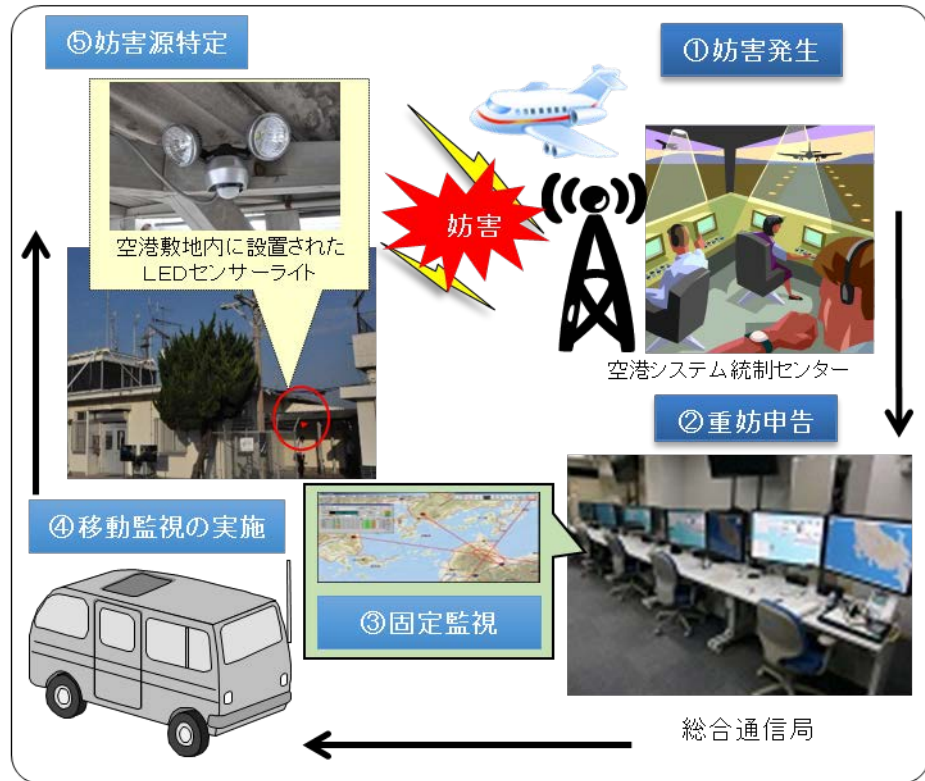 ⑤妨害源特定
①妨害発生
空港敷地内に設置された
LEDセンサーライト
妨害
空港システム統制センター
②重妨申告
④移動監視の実施
③固定監視
総合通信局